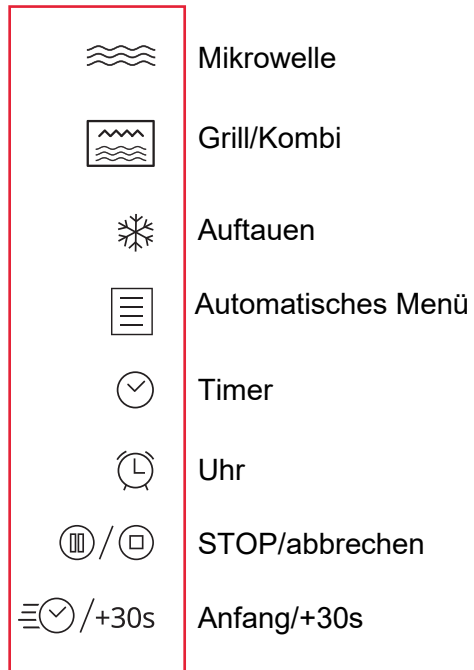 Mikrowelle
Grill/Kombi
Auftauen
Automatisches Menü
Timer
Uhr
/ STOP/abbrechen
/+30s Anfang/+30s